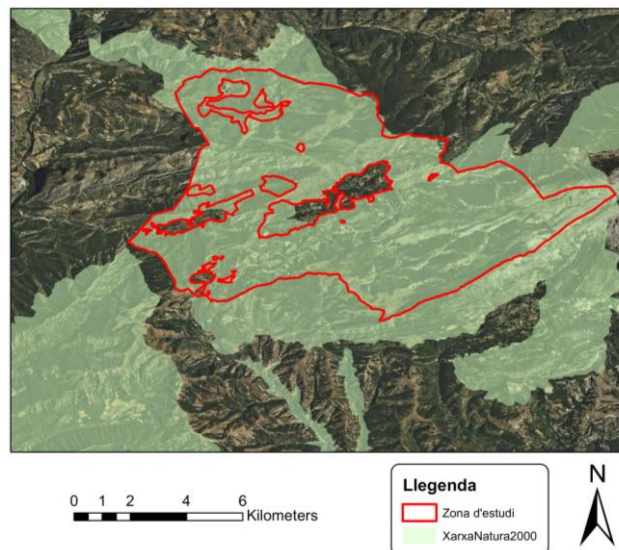 0 1 2 4 6
Kilometers
Llegenda
Zona d'estudi
XarxaNatura2000
N